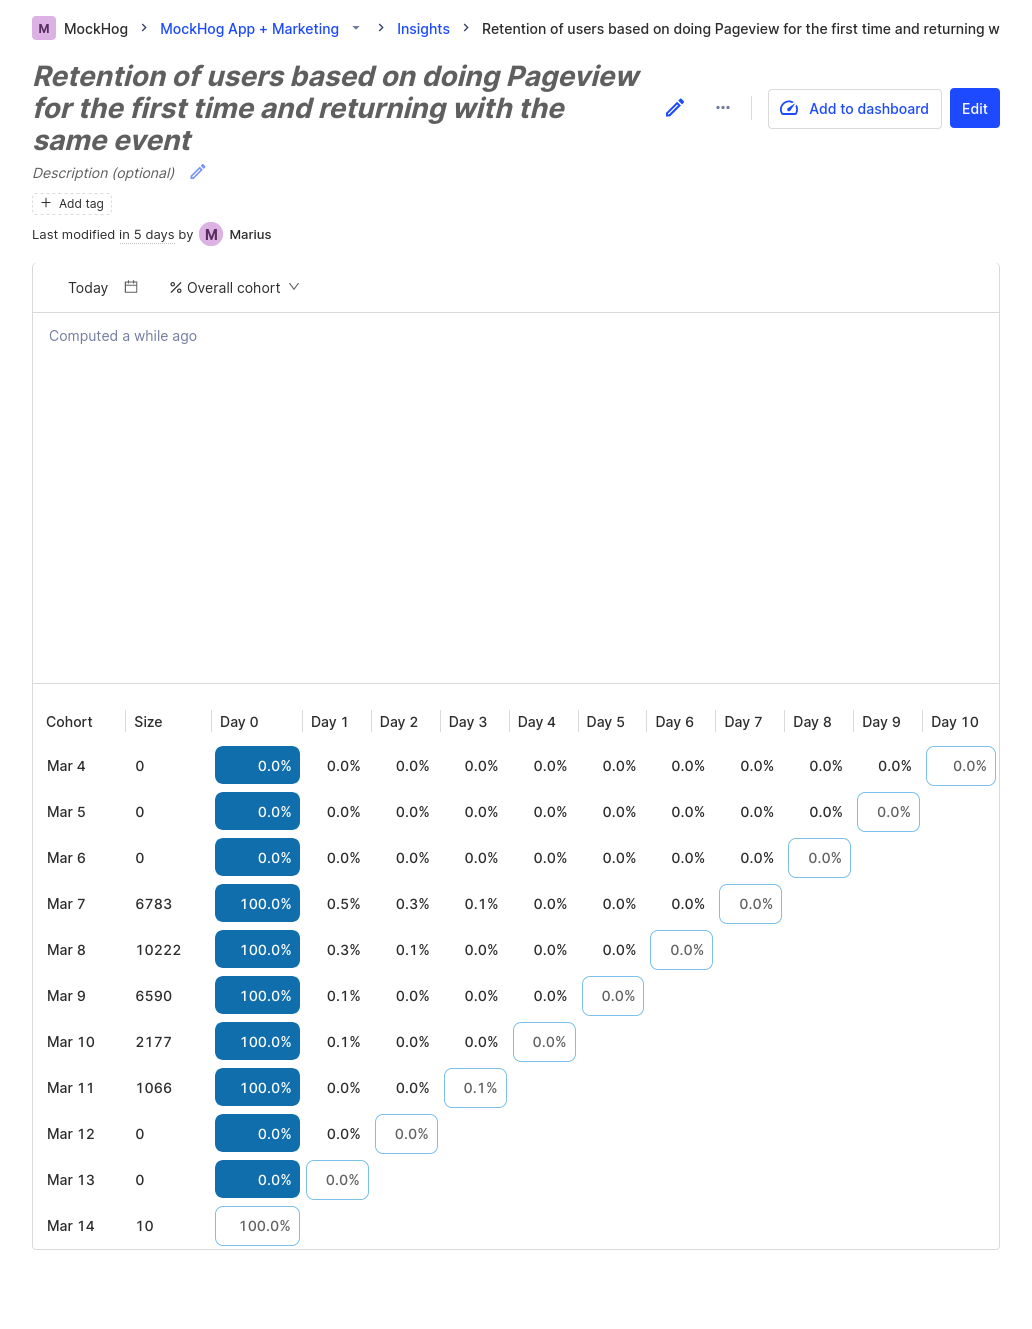 M MockHog > MockHog App + Marketing > Insights > Retention of users based on doing Pageview for the first time and returning w
Retention of users based on doing Pageview
for the first time and returning with the
same event
Add to dashboard
Edit
Description (optional)
+ Add tag
Last modified in 5 days by M Marius
Today
% Overall cohort
Computed a while ago
Cohort Size Day 0 Day 1 Day 2 Day 3 Day 4 Day 5 Day 6 Day 7 Day 8 Day 9 Day 10
Mar 4 0 0.0% 0.0% 0.0% 0.0% 0.0% 0.0% 0.0% 0.0% 0.0% 0.0% 0.0%
Mar 5 0 0.0% 0.0% 0.0% 0.0% 0.0% 0.0% 0.0% 0.0% 0.0% 0.0%
Mar 6 0 0.0% 0.0% 0.0% 0.0% 0.0% 0.0% 0.0% 0.0% 0.0%
Mar 7 6783 100.0% 0.5% 0.3% 0.1% 0.0% 0.0% 0.0% 0.0%
Mar 8 10222 100.0% 0.3% 0.1% 0.0% 0.0% 0.0% 0.0%
Mar 9 6590 100.0% 0.1% 0.0% 0.0% 0.0% 0.0%
Mar 10 2177 100.0% 0.1% 0.0% 0.0% 0.0%
Mar 11 1066 100.0% 0.0% 0.0% 0.1%
Mar 12 0 0.0% 0.0% 0.0%
Mar 13 0 0.0% 0.0%
Mar 14 10 100.0%